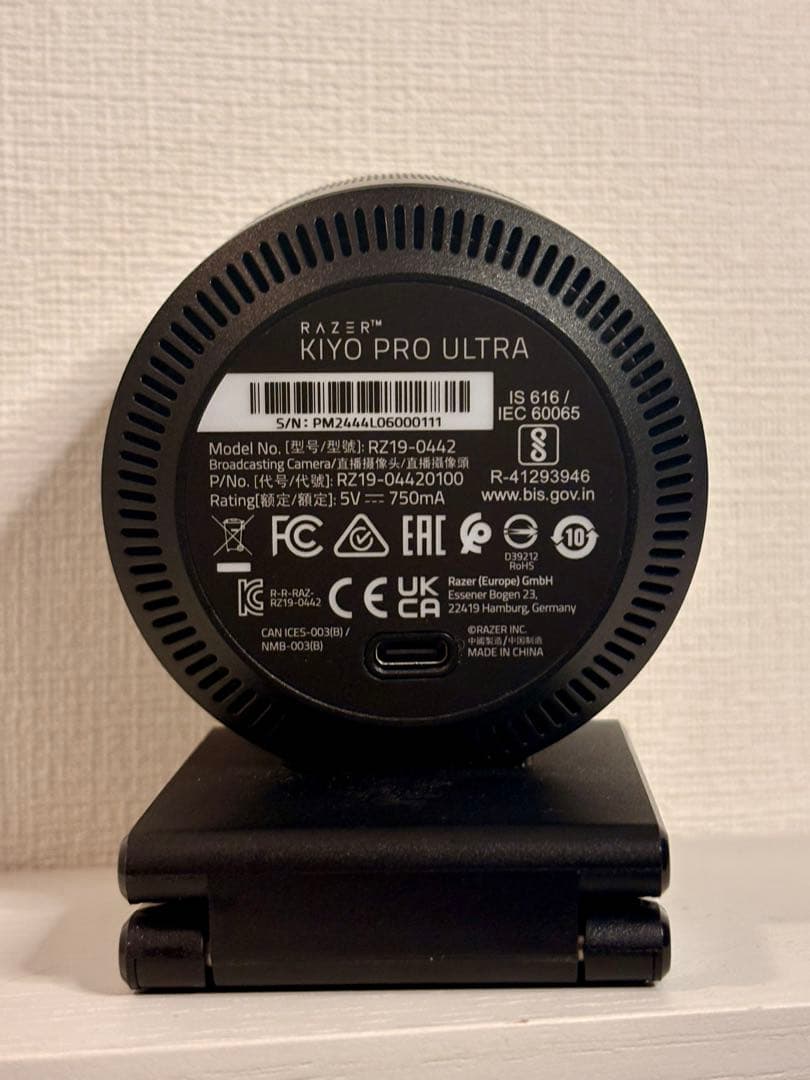 RAZER™
KIYO PRO ULTRA
S/N: PM2444L06000111
IS 616 /
IEC 60065
Model No. [型号/型號]: RZ19-0442
Broadcasting Camera/直播摄像头/直播攝像頭
P/No. [代号/代號]: RZ19-04420100
Rating[额定/額定]: 5V ⎓ 750mA
R-41293946
www.bis.gov.in
FC
EAC
D39212
RoHS
10
R-R-RAZ-
RZ19-0442
CE
UK
CA
Razer (Europe) GmbH
Essener Bogen 23,
22419 Hamburg, Germany
CAN ICES-003(B) /
NMB-003(B)
©RAZER INC.
中國製造/中国制造
MADE IN CHINA